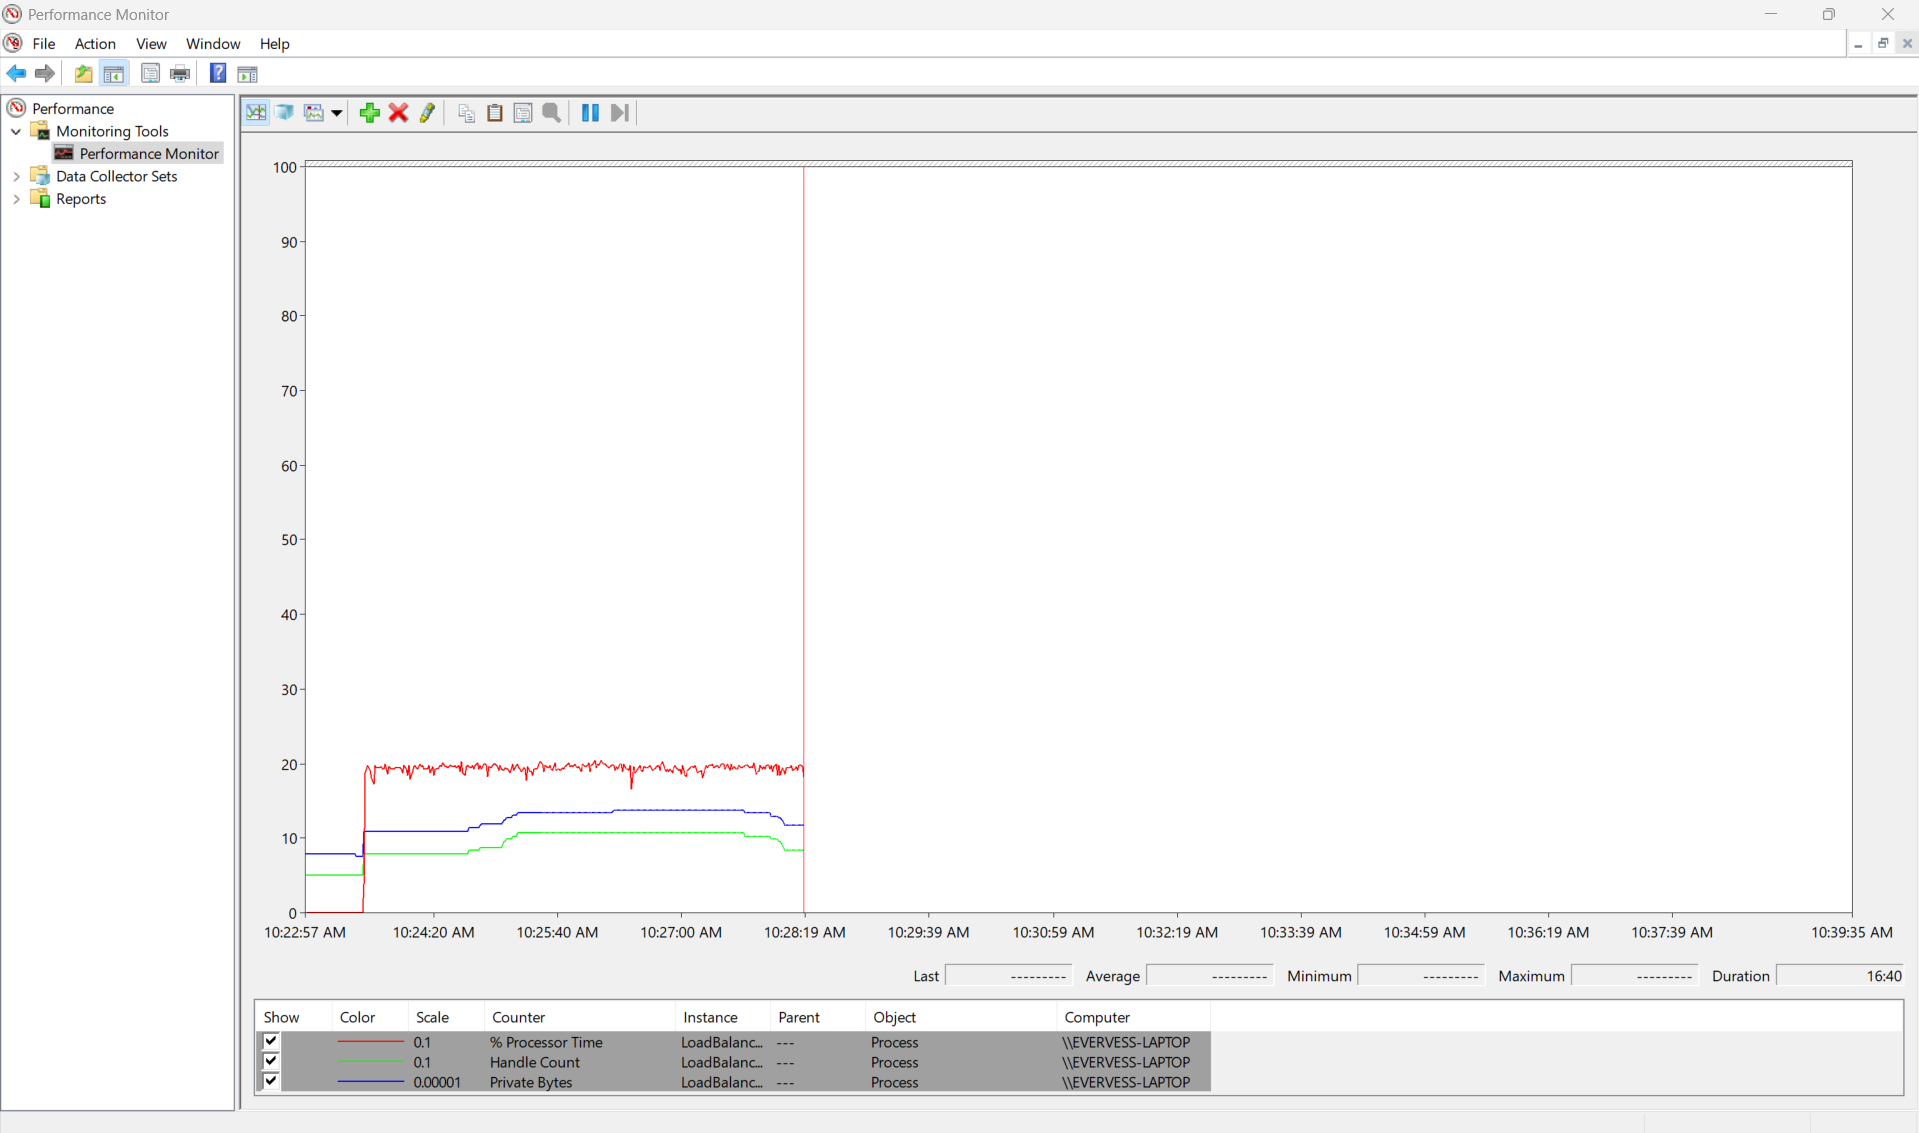 Performance Monitor
File Action View Window Help
Performance
Monitoring Tools
Performance Monitor
Data Collector Sets
Reports
100
90
80
70
60
50
40
30
20
10
0
10:22:57 AM 10:24:20 AM 10:25:40 AM 10:27:00 AM 10:28:19 AM 10:29:39 AM 10:30:59 AM 10:32:19 AM 10:33:39 AM 10:34:59 AM 10:36:19 AM 10:37:39 AM 10:39:35 AM
Last --------- Average --------- Minimum --------- Maximum --------- Duration 16:40
Show Color Scale Counter Instance Parent Object Computer
0.1 % Processor Time LoadBalanc... --- Process \\EVERVESS-LAPTOP
0.1 Handle Count LoadBalanc... --- Process \\EVERVESS-LAPTOP
0.00001 Private Bytes LoadBalanc... --- Process \\EVERVESS-LAPTOP